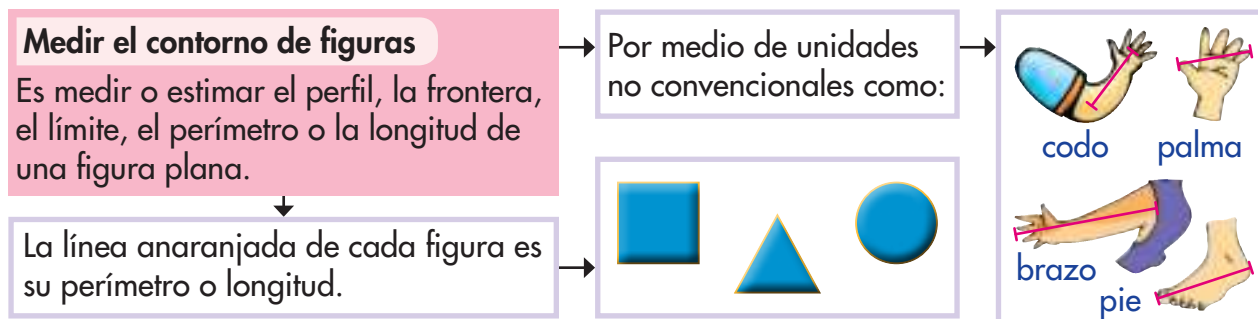 Medir el contorno de figuras
Es medir o estimar el perfil, la frontera,
el límite, el perímetro o la longitud de
una figura plana.
Por medio de unidades
no convencionales como:
codo
palma
brazo
pie
La línea anaranjada de cada figura es
su perímetro o longitud.